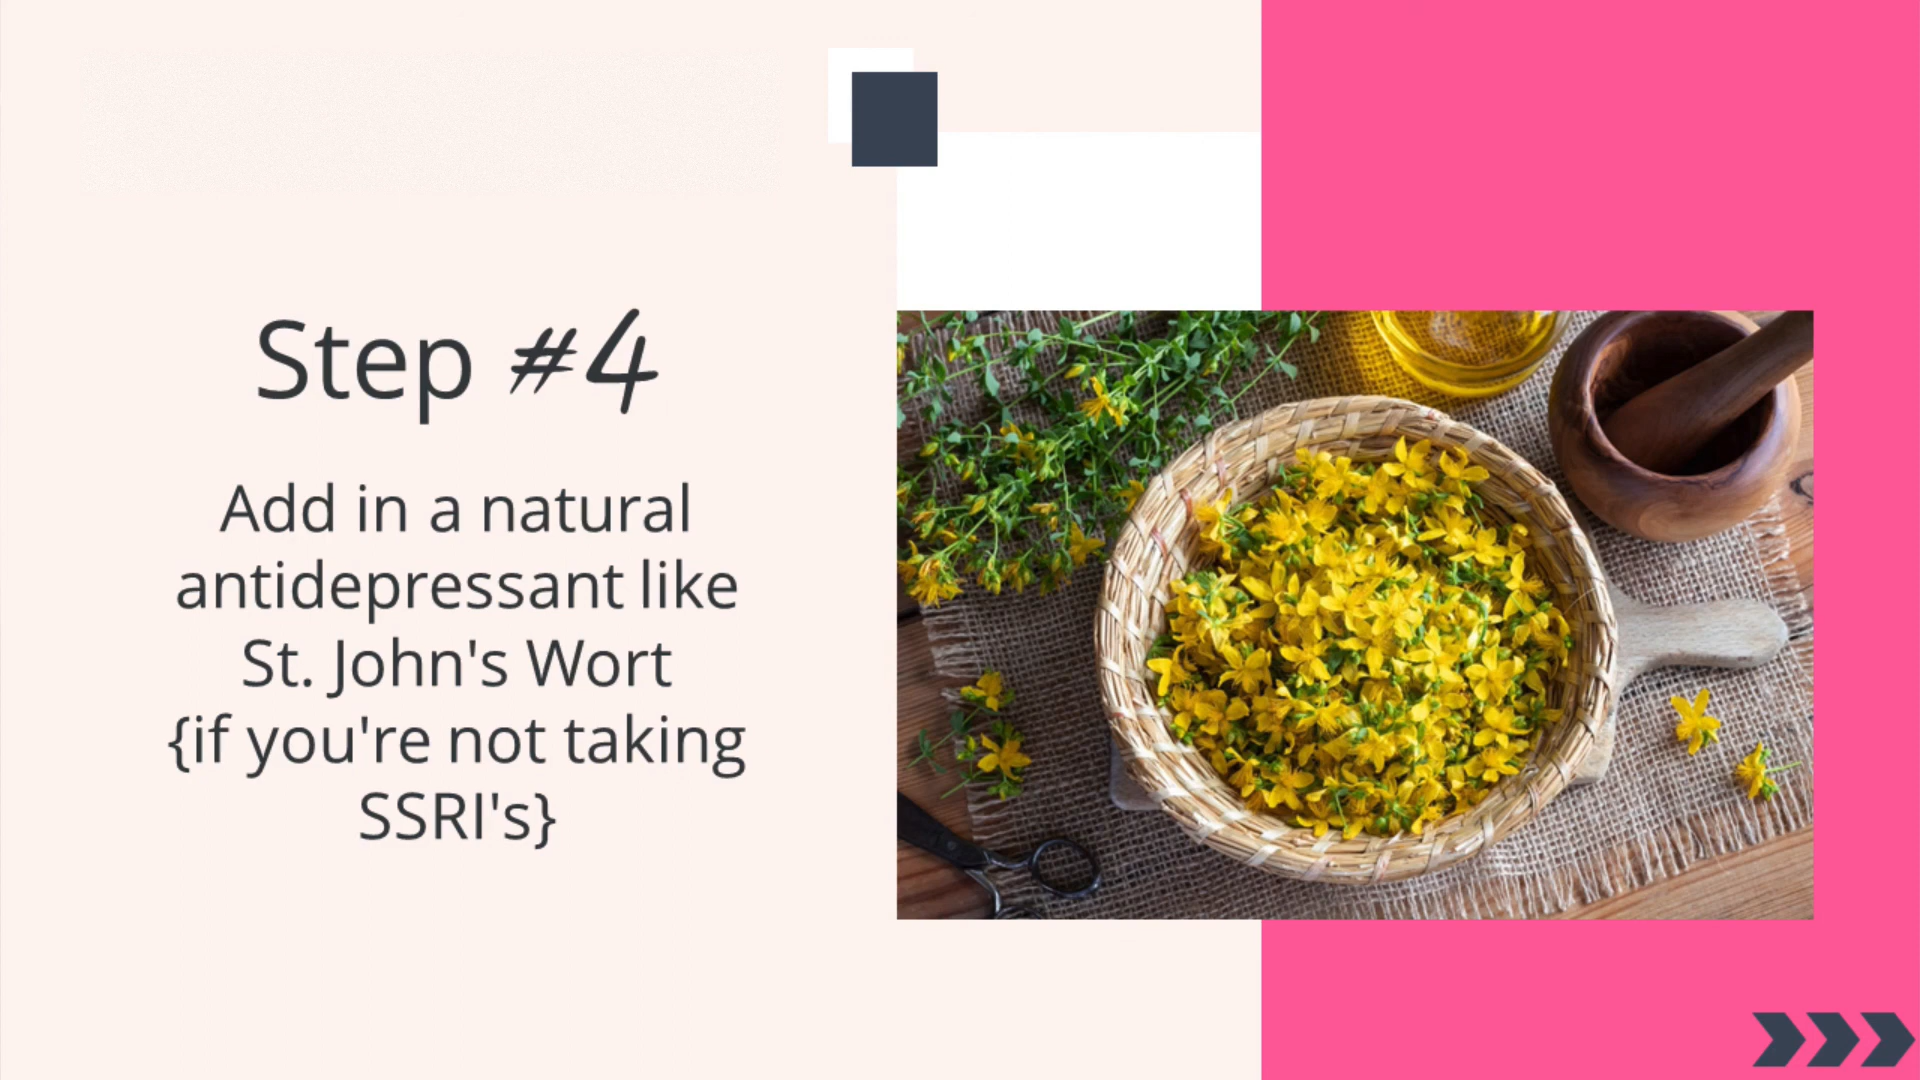 Step #4
Add in a natural
antidepressant like
St. John's Wort
{if you're not taking
SSRI's}